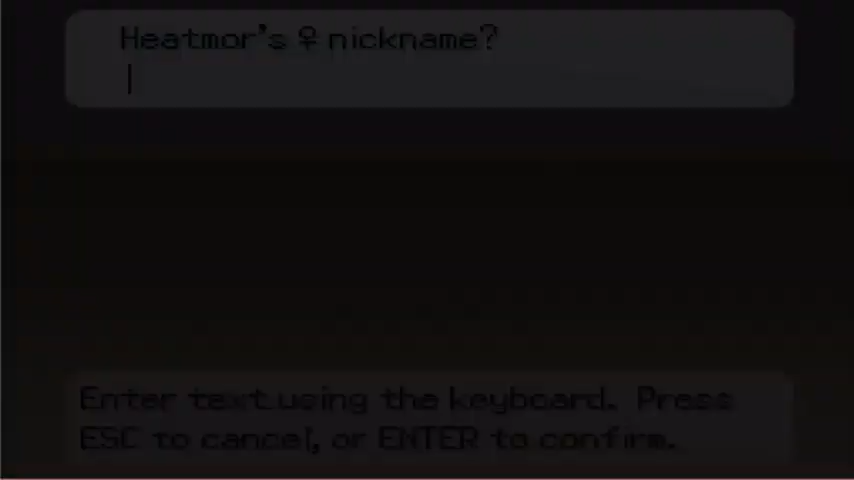 Heatmor's ♀ nickname?
Enter text using the keyboard. Press
ESC to cancel, or ENTER to confirm.